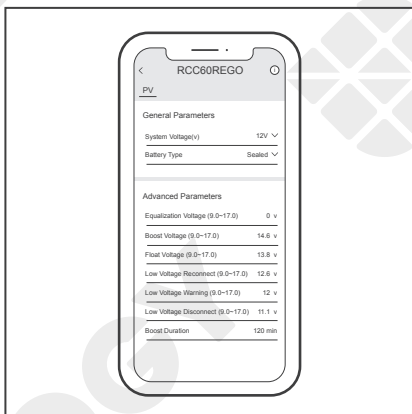 RCC60REGO
PV
General Parameters
System Voltage(v) 12V
Battery Type Sealed
Advanced Parameters
Equalization Voltage (9.0~17.0) 0 v
Boost Voltage (9.0~17.0) 14.6 v
Float Voltage (9.0~17.0) 13.8 v
Low Voltage Reconnect (9.0~17.0) 12.6 v
Low Voltage Warning (9.0~17.0) 12 v
Low Voltage Disconnect (9.0~17.0) 11.1 v
Boost Duration 120 min